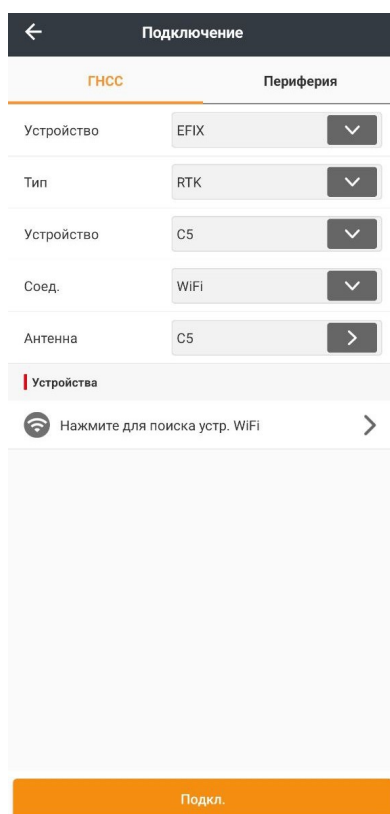 Подключение
ГНСС Периферия
Устройство EFIX
Тип RTK
Устройство C5
Соед. WiFi
Антенна C5
Устройства
Нажмите для поиска устр. WiFi
Подкл.